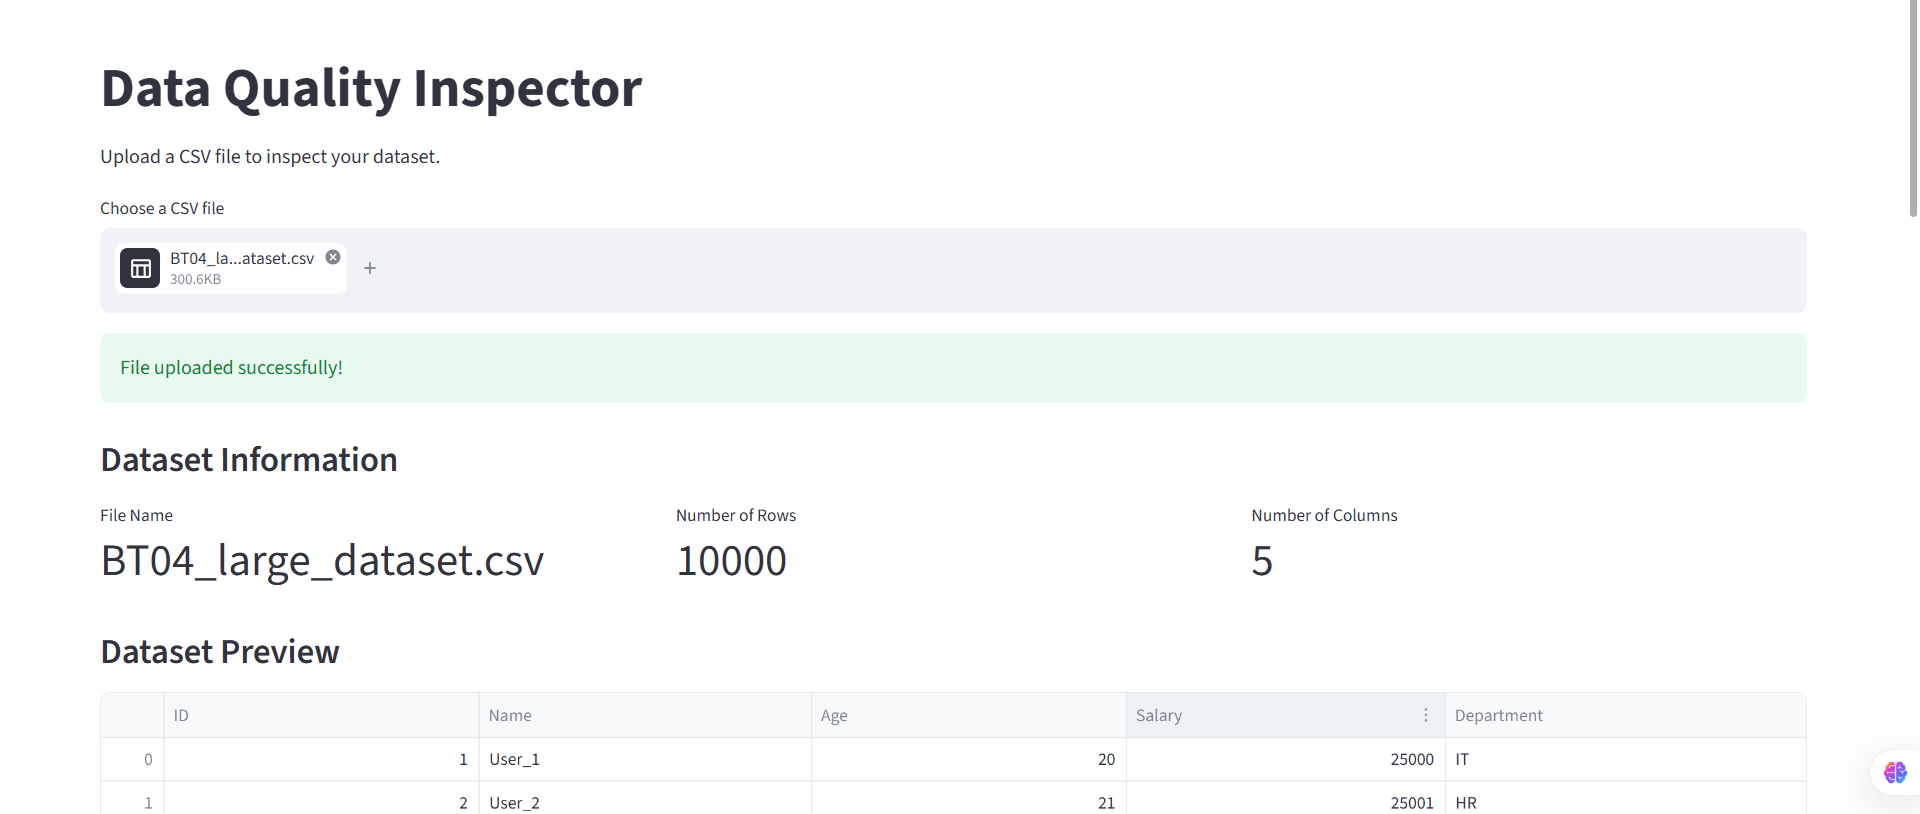 Data Quality Inspector
Upload a CSV file to inspect your dataset.
Choose a CSV file
BT04_la...ataset.csv
300.6KB
File uploaded successfully!
Dataset Information
File Name Number of Rows Number of Columns
BT04_large_dataset.csv 10000 5
Dataset Preview
ID Name Age Salary Department
0 1 User_1 20 25000 IT
1 2 User_2 21 25001 HR